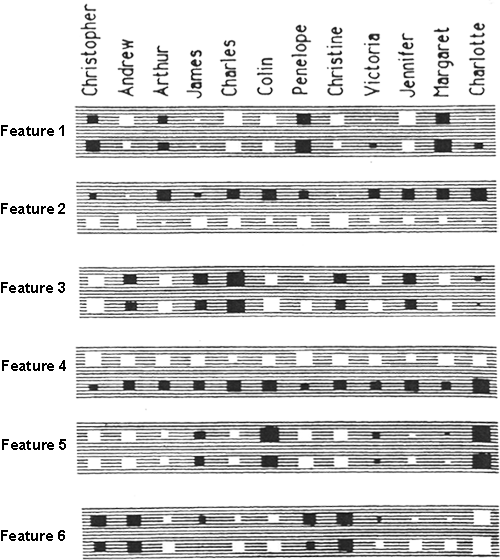 Christopher Andrew Arthur James Charles Colin Penelope Christine Victoria Jennifer Margaret Charlotte
Feature 1
Feature 2
Feature 3
Feature 4
Feature 5
Feature 6